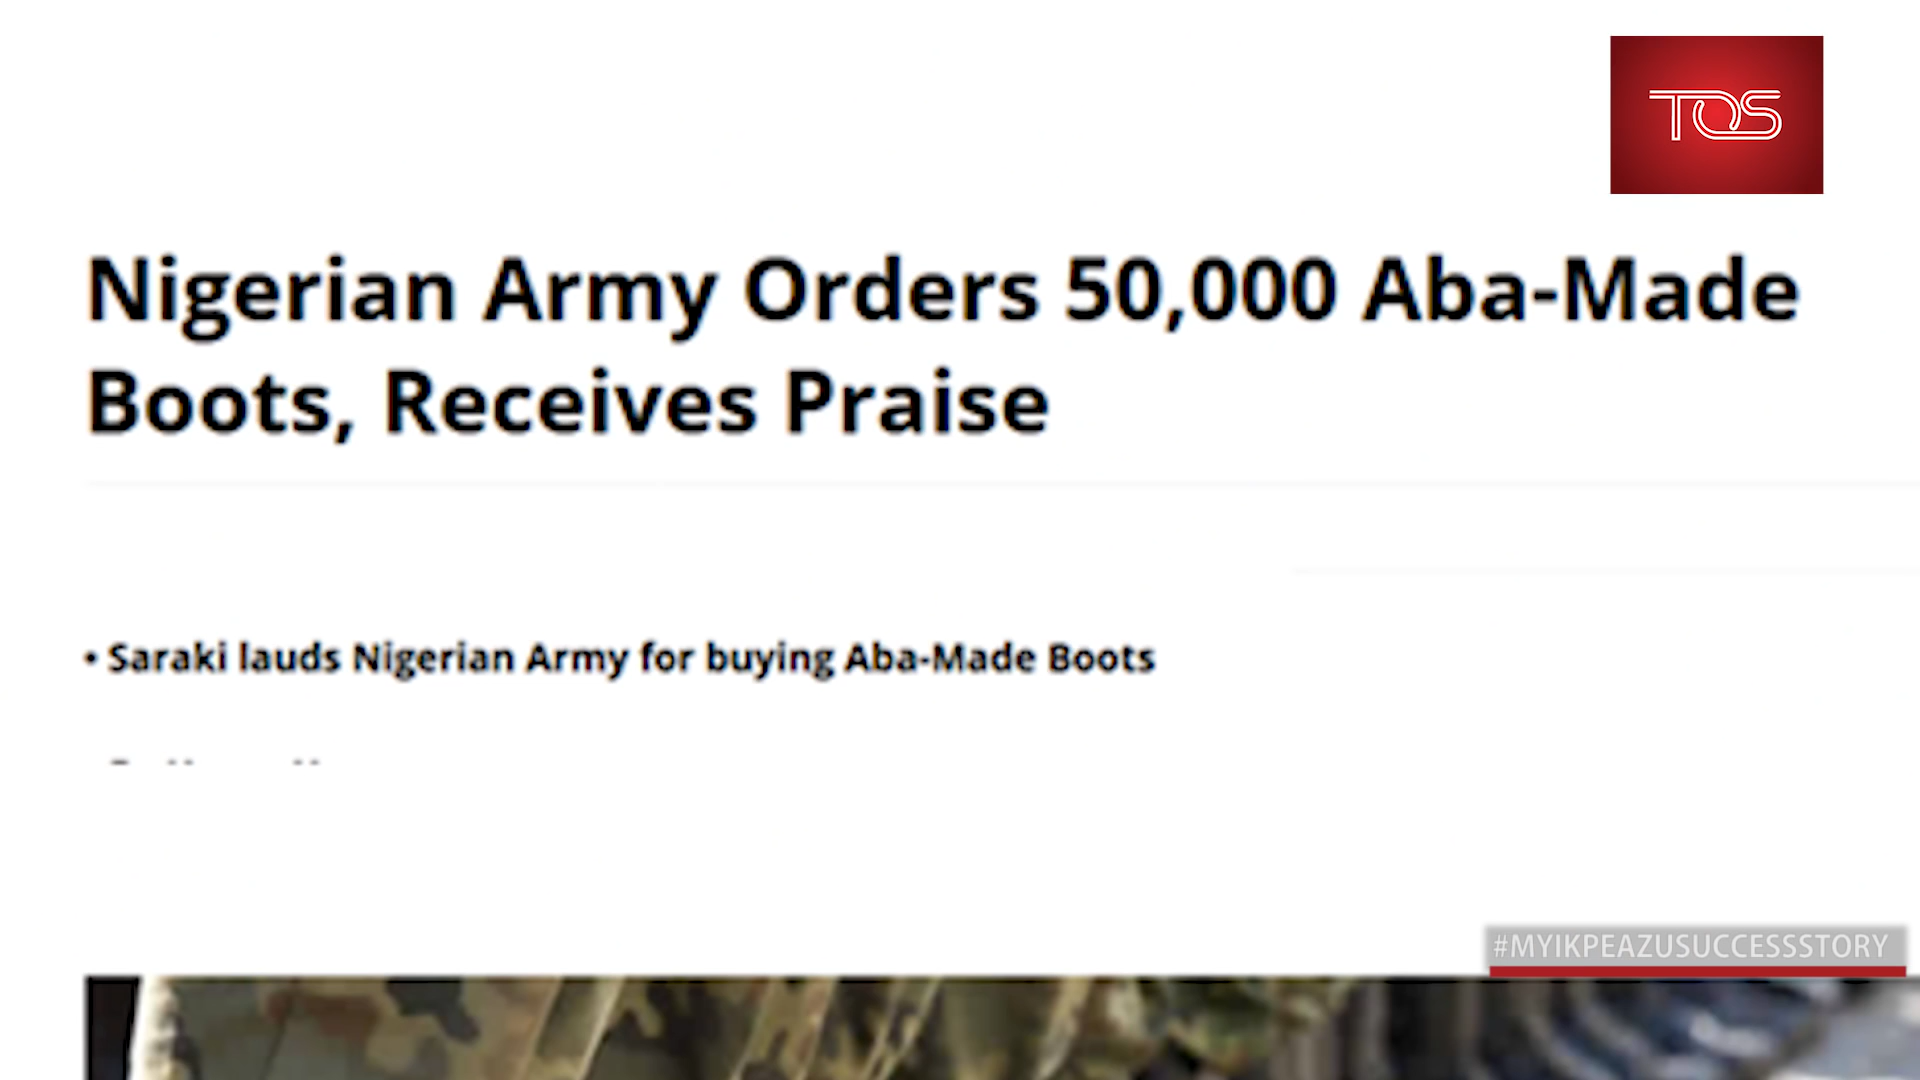 TOS
Nigerian Army Orders 50,000 Aba-Made
Boots, Receives Praise
• Saraki lauds Nigerian Army for buying Aba-Made Boots
#MYIKPEAZUSUCCESSSTORY